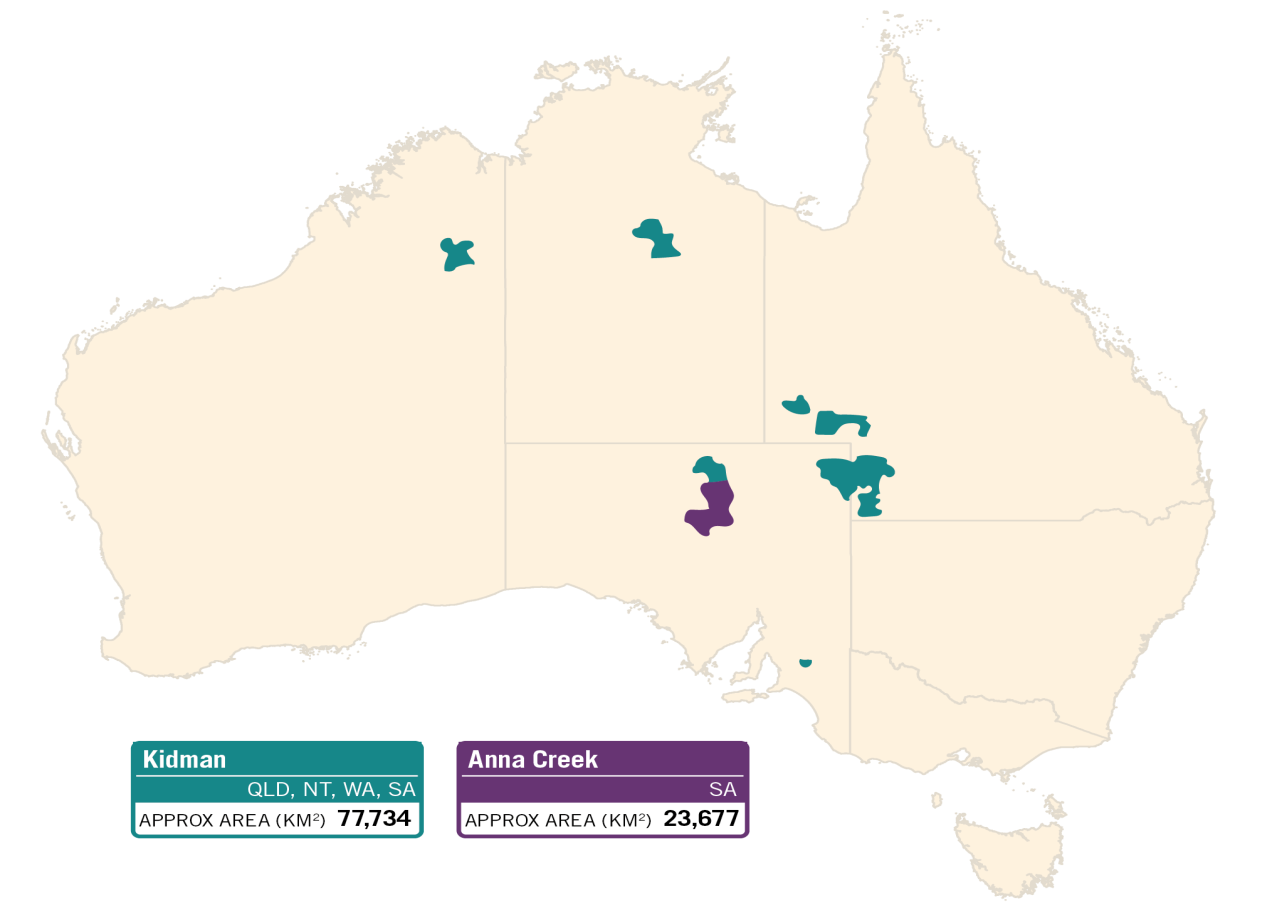 Kidman
QLD, NT, WA, SA
APPROX AREA (KM²) 77,734
Anna Creek
SA
APPROX AREA (KM²) 23,677